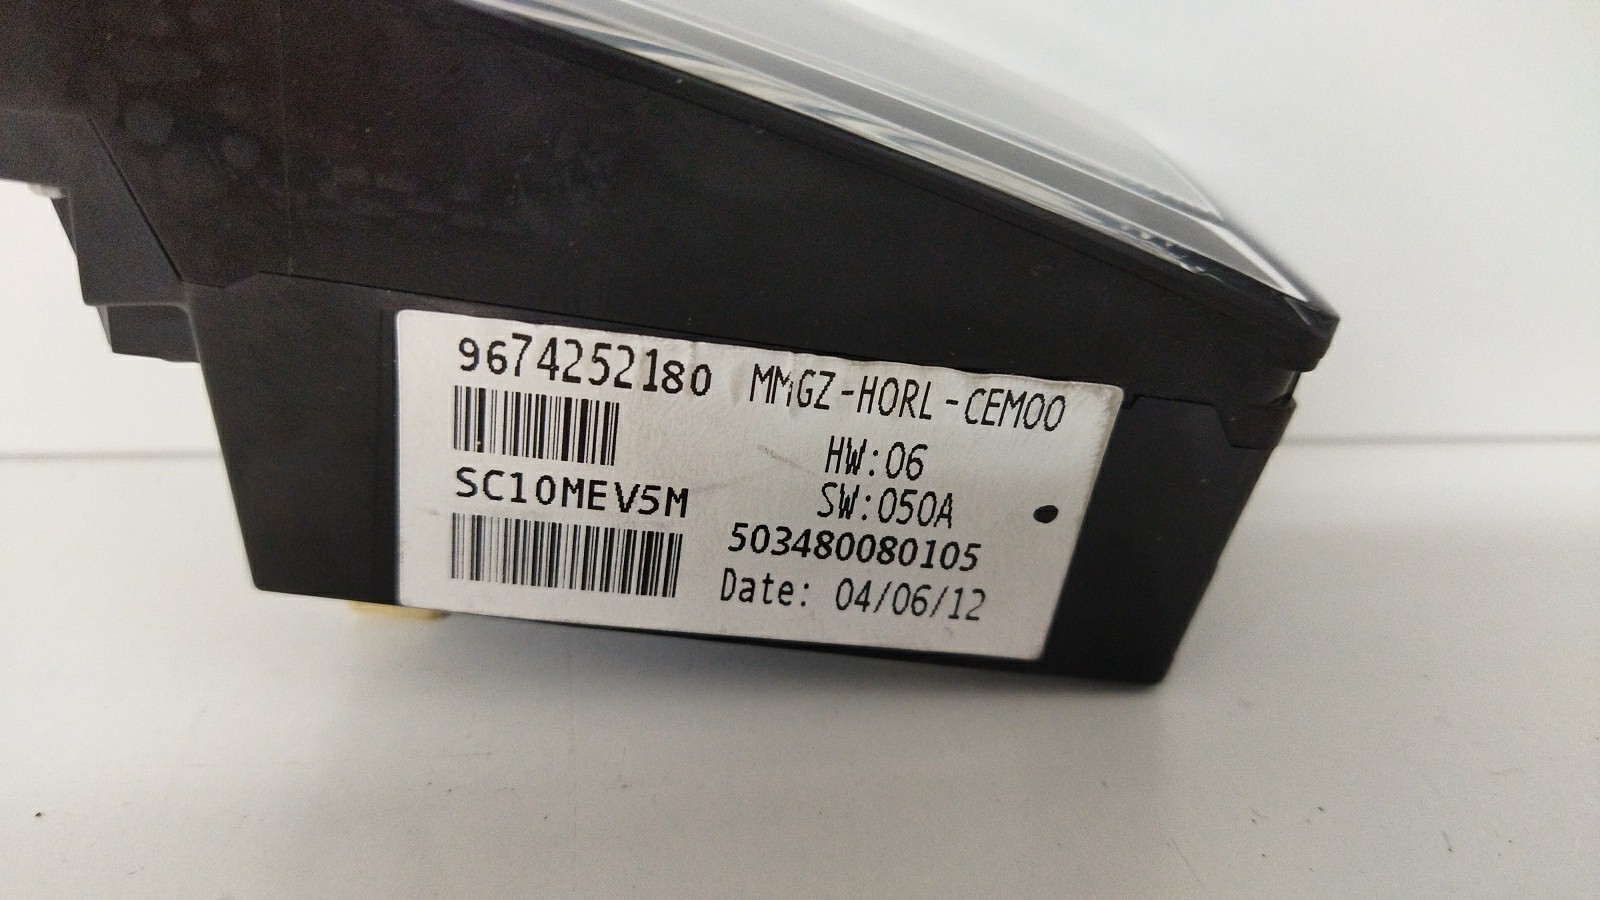 9674252180 MMGZ-HORL-CEM00
HW:06
SC10MEV5M SW:050A
503480080105
Date: 04/06/12